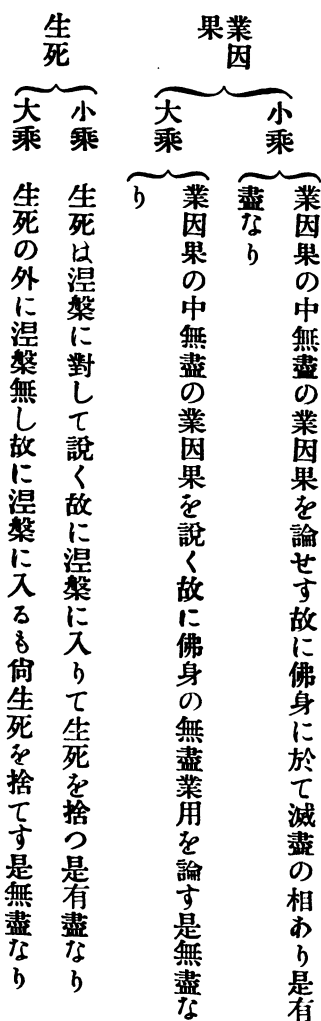 業因果
小乘
業因果の中無盡の業因果を論せす故に佛身に於て滅盡の相あり是有
盡なり
大乘
業因果の中無盡の業因果を說く故に佛身の無盡業用を論す是無盡な
り
生死
小乘
生死は涅槃に對して說く故に涅槃に入りて生死を捨つ是有盡なり
大乘
生死の外に涅槃無し故に涅槃に入るも尙生死を捨てす是無盡なり